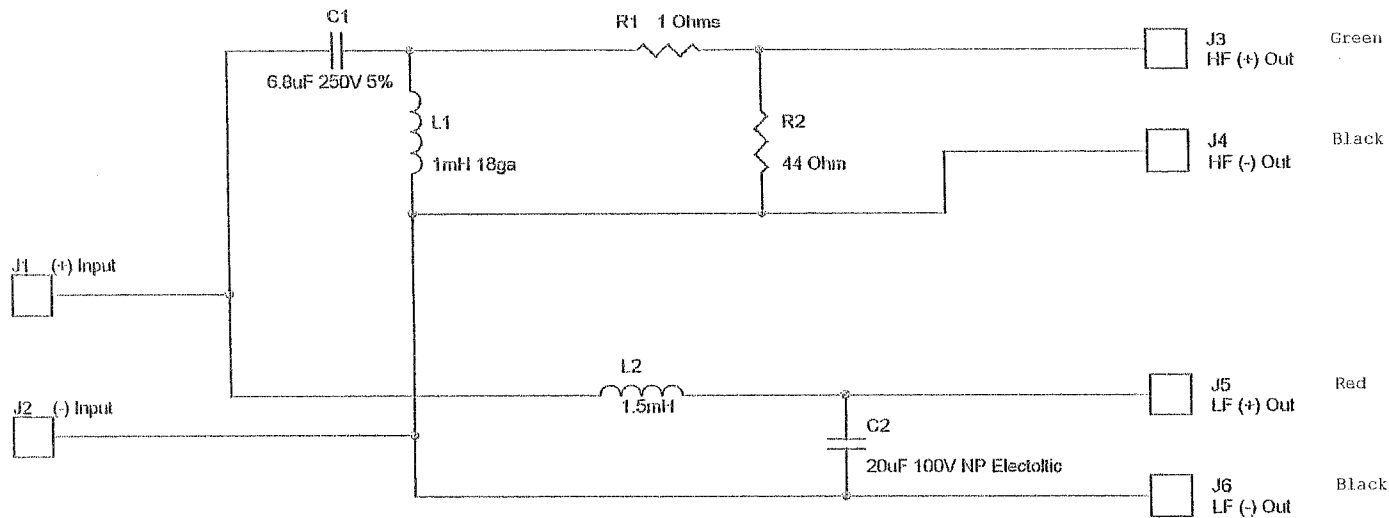 C1
6.8uF 250V 5%
R1 1 Ohms
J3
HF (+) Out
Green
L1
1mH 18ga
R2
44 Ohm
J4
HF (-) Out
Black
J1 (+) Input
J2 (-) Input
L2
1.5mH
J5
LF (+) Out
Red
C2
20uF 100V NP Electoltic
J6
LF (-) Out
Black